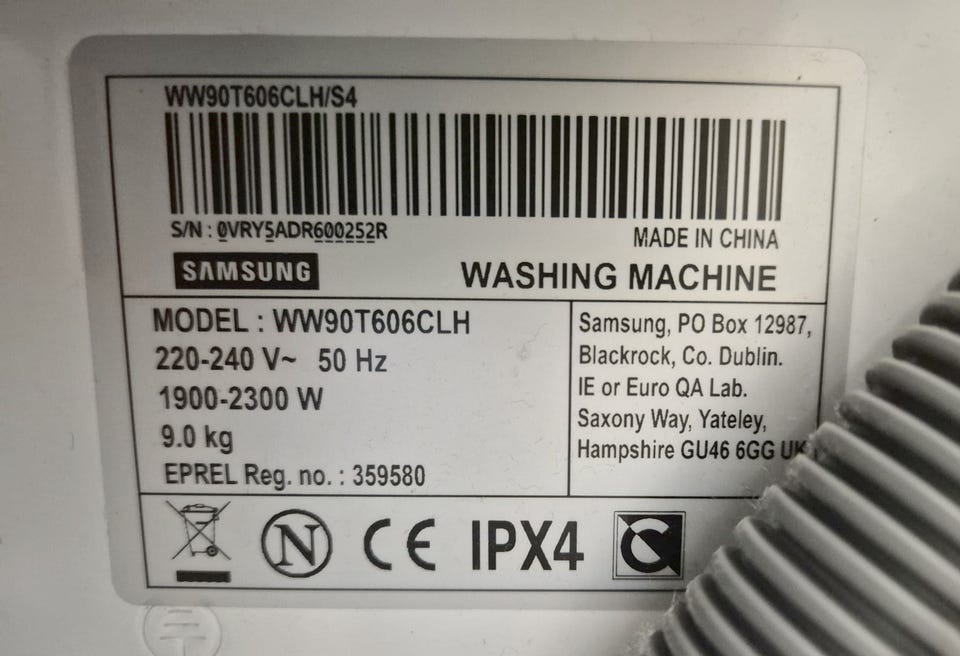 WW90T606CLH/S4
S/N : 0VRY5ADR600252R
MADE IN CHINA
SAMSUNG
WASHING MACHINE
MODEL : WW90T606CLH
220-240 V~ 50 Hz
1900-2300 W
9.0 kg
EPREL Reg. no. : 359580
Samsung, PO Box 12987,
Blackrock, Co. Dublin.
IE or Euro QA Lab.
Saxony Way, Yateley,
Hampshire GU46 6GG UK
N CE IPX4